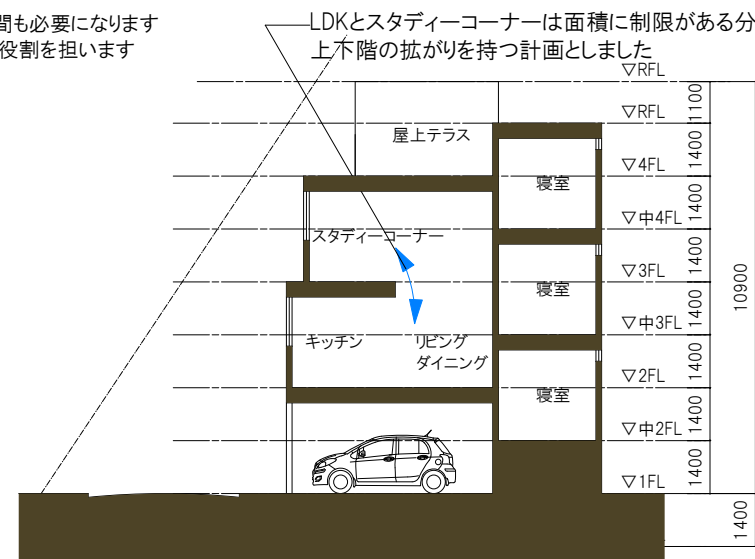 間も必要になります
役割を担います
LDKとスタディーコーナーは面積に制限がある分
上下階の拡がりを持つ計画としました
▽RFL
1100
▽RFL
屋上テラス
1400
▽4FL
寝室
1400
▽中4FL
スタディーコーナー
1400
▽3FL
寝室
1400
10900
▽中3FL
キッチン
リビング
ダイニング
1400
▽2FL
寝室
1400
▽中2FL
1400
▽1FL
1400